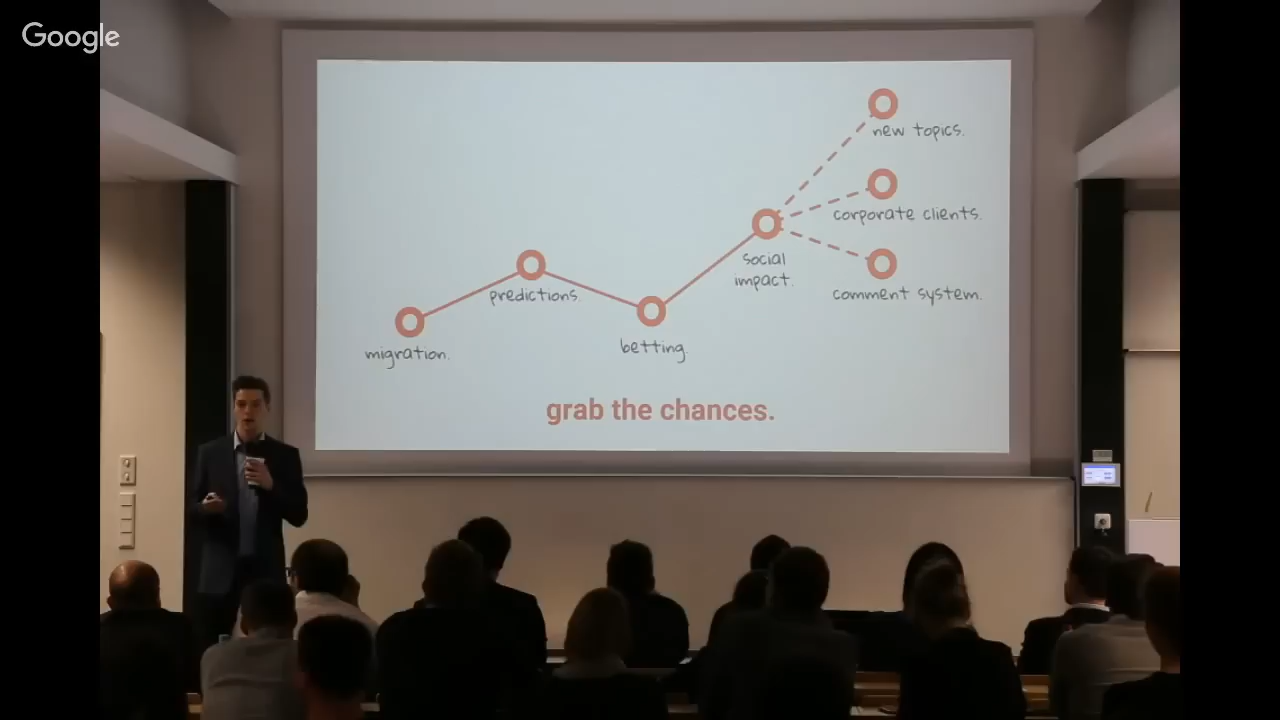 Google
new topics.
corporate clients.
social
impact.
comment system.
predictions.
betting.
migration.
grab the chances.